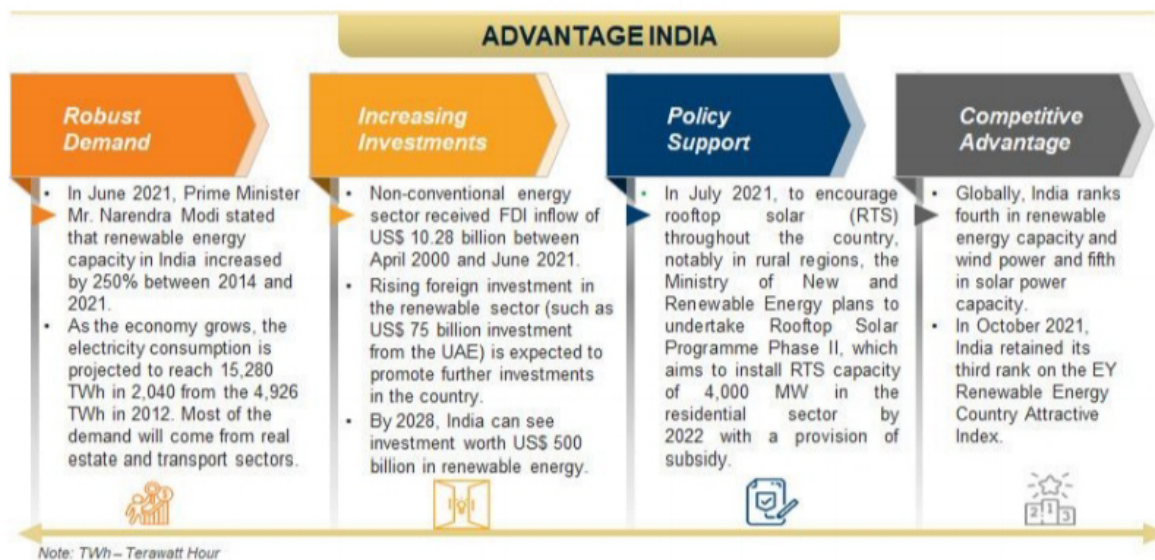 ADVANTAGE INDIA
Robust
Demand
• In June 2021, Prime Minister
Mr. Narendra Modi stated
that renewable energy
capacity in India increased
by 250% between 2014 and
2021.
• As the economy grows, the
electricity consumption is
projected to reach 15,280
TWh in 2,040 from the 4,926
TWh in 2012. Most of the
demand will come from real
estate and transport sectors.
Increasing
Investments
• Non-conventional energy
sector received FDI inflow of
US$ 10.28 billion between
April 2000 and June 2021.
• Rising foreign investment in
the renewable sector (such as
US$ 75 billion investment
from the UAE) is expected to
promote further investments
in the country.
• By 2028, India can see
investment worth US$ 500
billion in renewable energy.
Policy
Support
• In July 2021, to encourage
rooftop solar (RTS)
throughout the country,
notably in rural regions, the
Ministry of New and
Renewable Energy plans to
undertake Rooftop Solar
Programme Phase II, which
aims to install RTS capacity
of 4,000 MW in the
residential sector by
2022 with a provision of
subsidy.
Competitive
Advantage
• Globally, India ranks
fourth in renewable
energy capacity and
wind power and fifth
in solar power
capacity.
• In October 2021,
India retained its
third rank on the EY
Renewable Energy
Country Attractive
Index.
2 1 3
Note: TWh – Terawatt Hour